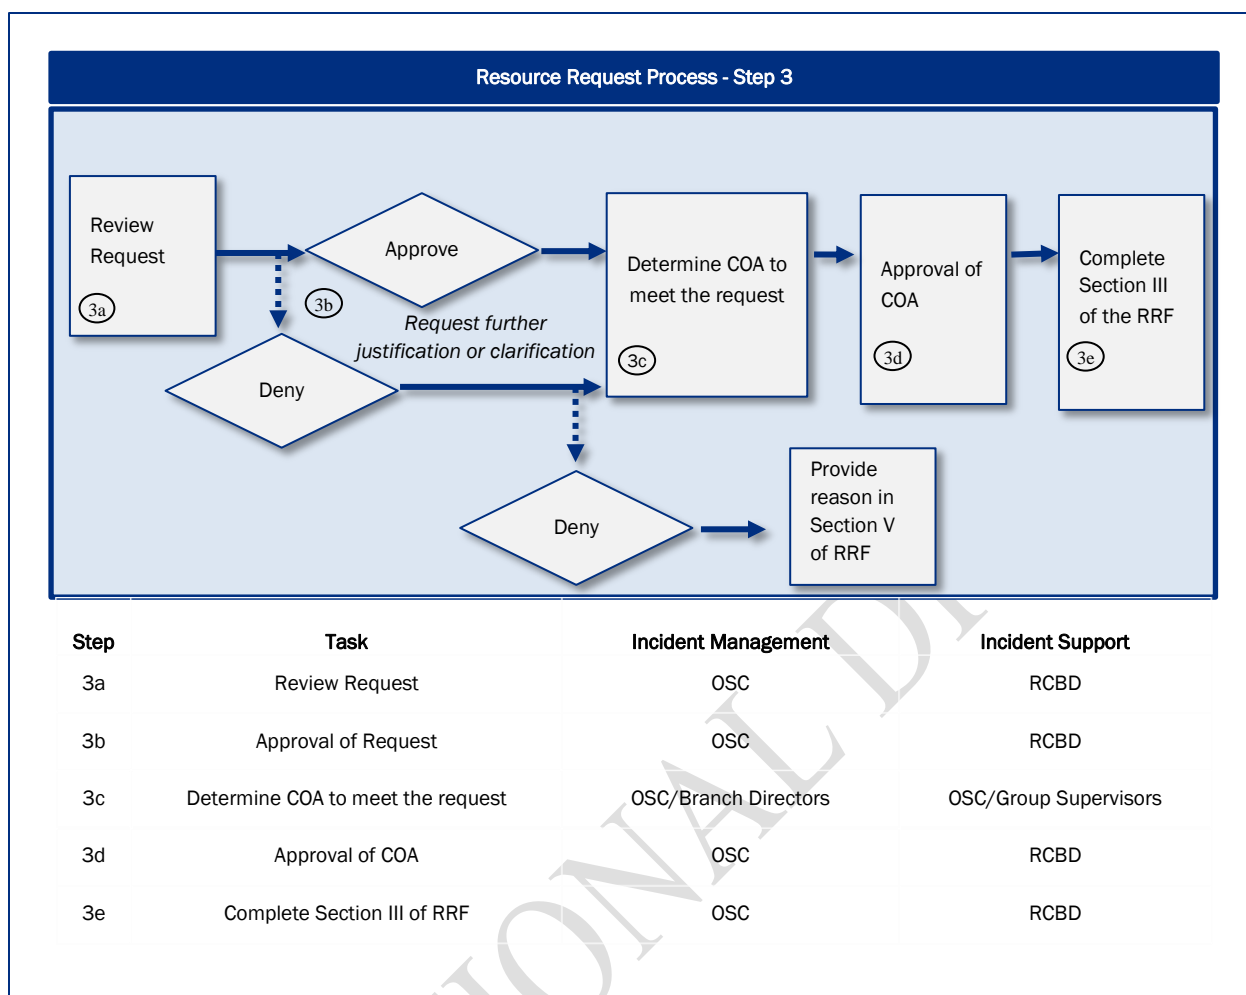 Resource Request Process - Step 3
Review
Request
3a
Approve
3b
Request further
justification or clarification
Deny
Determine COA to
meet the request
3c
Approval of
COA
3d
Complete
Section III
of the RRF
3e
Deny
Provide
reason in
Section V
of RRF
Step Task Incident Management Incident Support
3a Review Request OSC RCBD
3b Approval of Request OSC RCBD
3c Determine COA to meet the request OSC/Branch Directors OSC/Group Supervisors
3d Approval of COA OSC RCBD
3e Complete Section III of RRF OSC RCBD